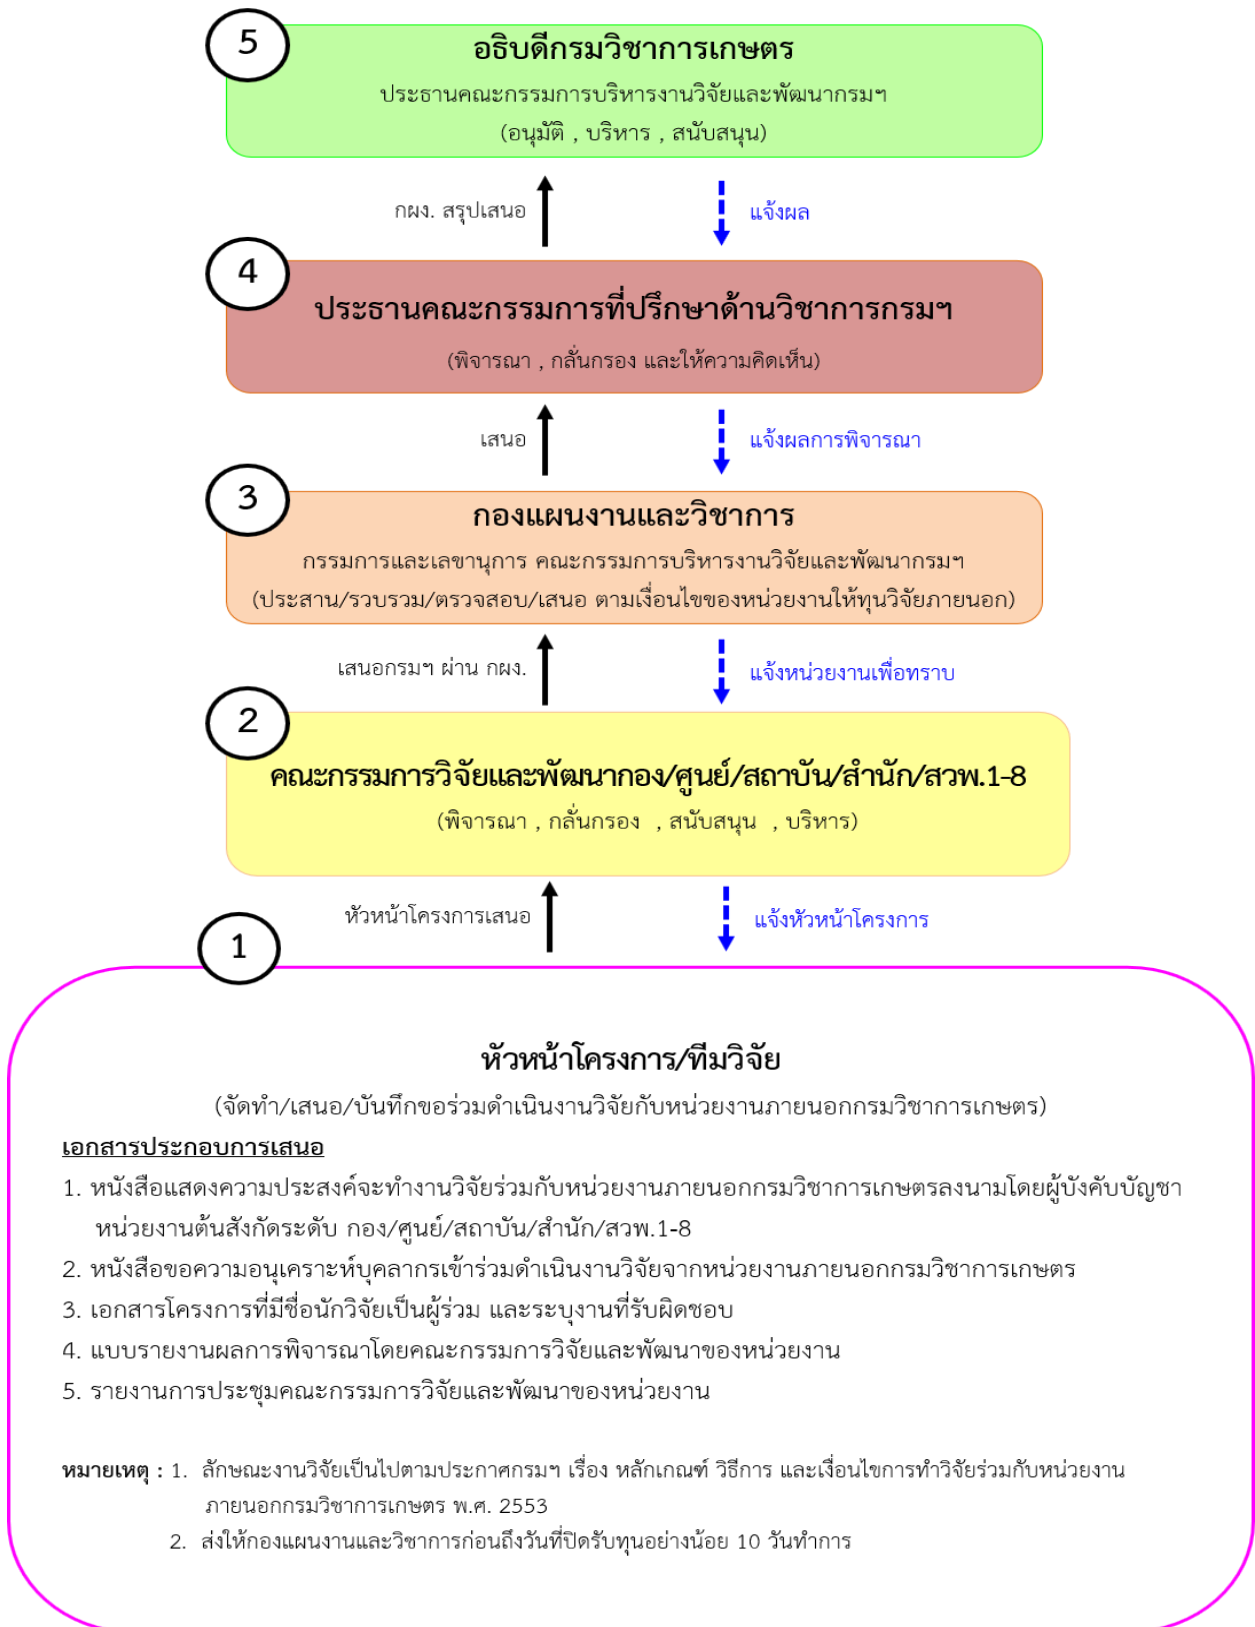 5
อธิบดีกรมวิชาการเกษตร
ประธานคณะกรรมการบริหารงานวิจัยและพัฒนากรมฯ
(อนุมัติ , บริหาร , สนับสนุน)
กผง. สรุปเสนอ
แจ้งผล
4
ประธานคณะกรรมการที่ปรึกษาด้านวิชาการกรมฯ
(พิจารณา , กลั่นกรอง และให้ความคิดเห็น)
เสนอ
แจ้งผลการพิจารณา
3
กองแผนงานและวิชาการ
กรรมการและเลขานุการ คณะกรรมการบริหารงานวิจัยและพัฒนากรมฯ
(ประสาน/รวบรวม/ตรวจสอบ/เสนอ ตามเงื่อนไขของหน่วยงานให้ทุนวิจัยภายนอก)
เสนอกรมฯ ผ่าน กผง.
แจ้งหน่วยงานเพื่อทราบ
2
คณะกรรมการวิจัยและพัฒนากอง/ศูนย์/สถาบัน/สำนัก/สวพ.1-8
(พิจารณา , กลั่นกรอง , สนับสนุน , บริหาร)
หัวหน้าโครงการเสนอ
แจ้งหัวหน้าโครงการ
1
หัวหน้าโครงการ/ทีมวิจัย
(จัดทำ/เสนอ/บันทึกขอร่วมดำเนินงานวิจัยกับหน่วยงานภายนอกกรมวิชาการเกษตร)
เอกสารประกอบการเสนอ
1. หนังสือแสดงความประสงค์จะทำงานวิจัยร่วมกับหน่วยงานภายนอกกรมวิชาการเกษตรลงนามโดยผู้บังคับบัญชา
หน่วยงานต้นสังกัดระดับ กอง/ศูนย์/สถาบัน/สำนัก/สวพ.1-8
2. หนังสือขอความอนุเคราะห์บุคลากรเข้าร่วมดำเนินงานวิจัยจากหน่วยงานภายนอกกรมวิชาการเกษตร
3. เอกสารโครงการที่มีชื่อนักวิจัยเป็นผู้ร่วม และระบุงานที่รับผิดชอบ
4. แบบรายงานผลการพิจารณาโดยคณะกรรมการวิจัยและพัฒนาของหน่วยงาน
5. รายงานการประชุมคณะกรรมการวิจัยและพัฒนาของหน่วยงาน
หมายเหตุ : 1. ลักษณะงานวิจัยเป็นไปตามประกาศกรมฯ เรื่อง หลักเกณฑ์ วิธีการ และเงื่อนไขการทำวิจัยร่วมกับหน่วยงาน
ภายนอกกรมวิชาการเกษตร พ.ศ. 2553
2. ส่งให้กองแผนงานและวิชาการก่อนถึงวันที่ปิดรับทุนอย่างน้อย 10 วันทำการ